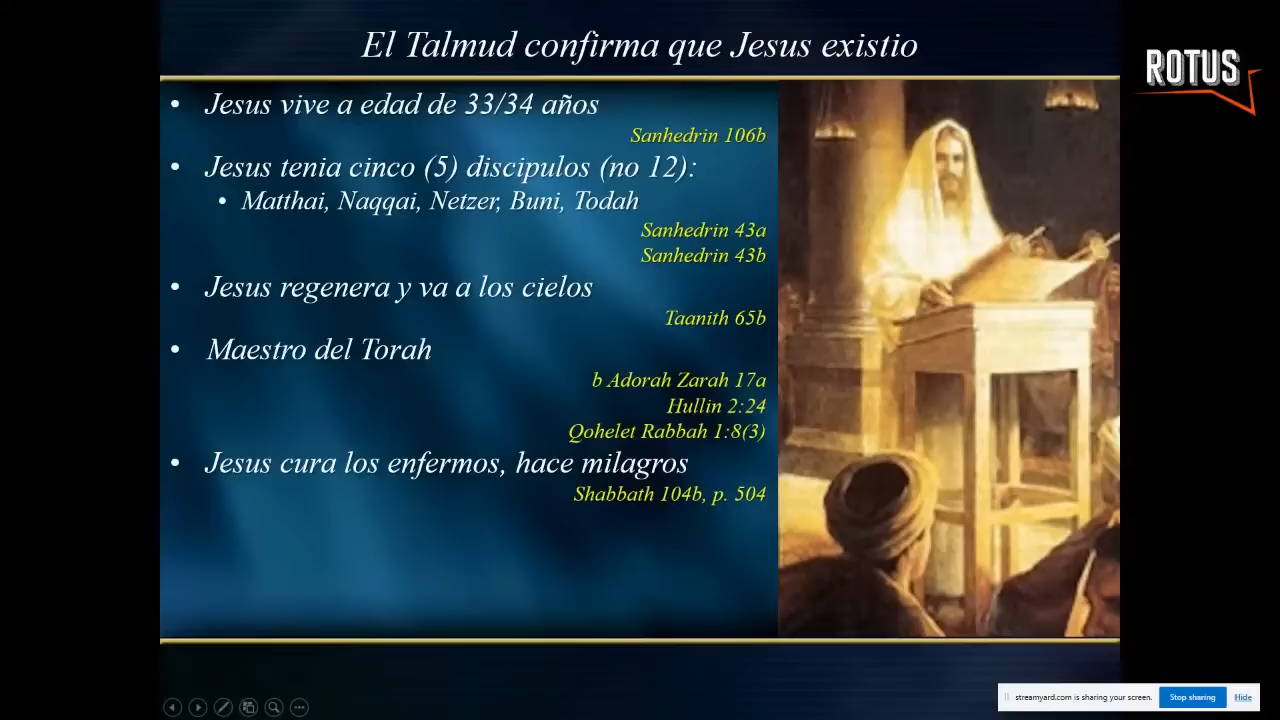 El Talmud confirma que Jesus existio
ROTUS
• Jesus vive a edad de 33/34 años
Sanhedrin 106b
• Jesus tenia cinco (5) discipulos (no 12):
• Matthai, Naqqai, Netzer, Buni, Todah
Sanhedrin 43a
Sanhedrin 43b
• Jesus regenera y va a los cielos
Taanith 65b
• Maestro del Torah
b Adorah Zarah 17a
Hullin 2:24
Qohelet Rabbah 1:8(3)
• Jesus cura los enfermos, hace milagros
Shabbath 104b, p. 504
streamyard.com is sharing your screen. Stop sharing Hide